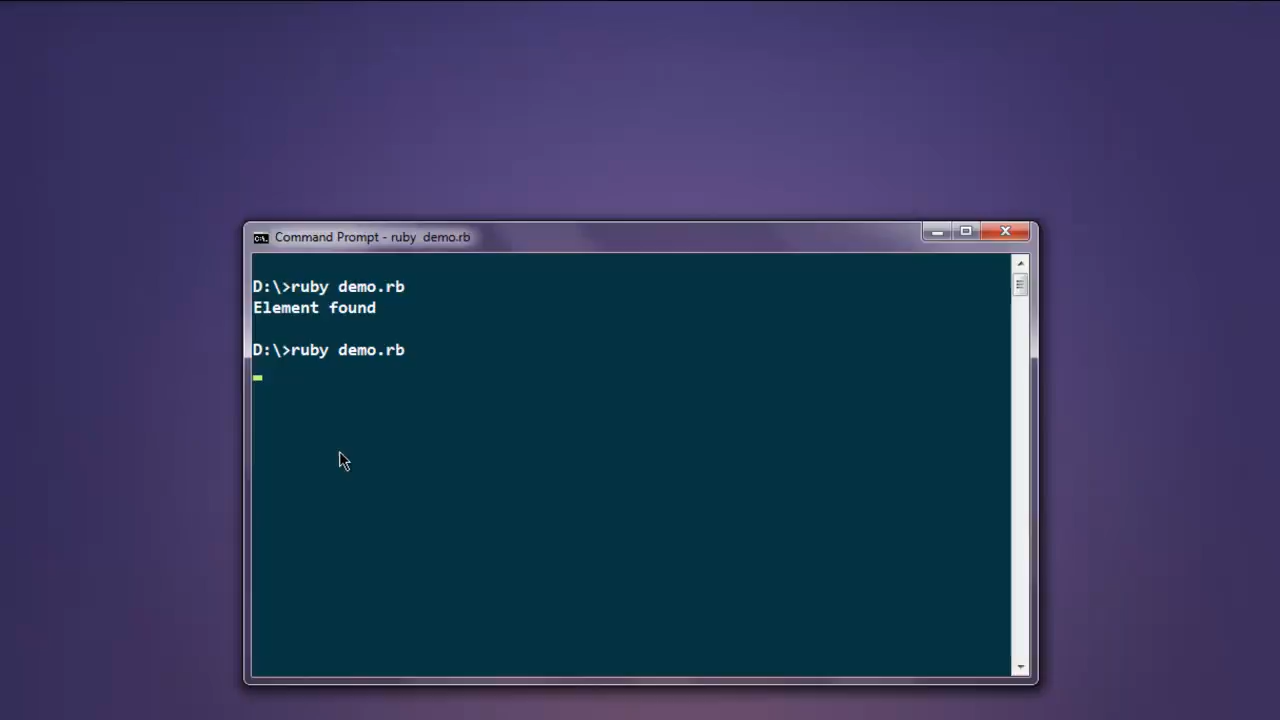 Command Prompt - ruby  demo.rb
D:\>ruby demo.rb
Element found
D:\>ruby demo.rb